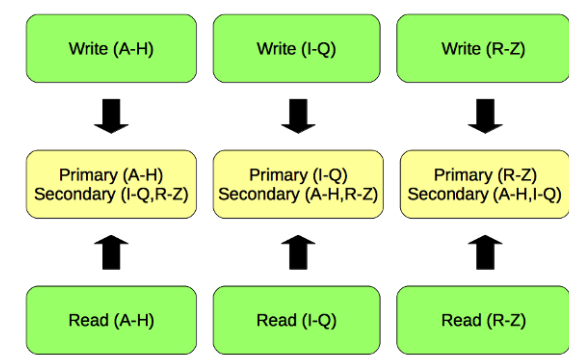 Write (A-H)
Write (I-Q)
Write (R-Z)
Primary (A-H)
Secondary (I-Q,R-Z)
Primary (I-Q)
Secondary (A-H,R-Z)
Primary (R-Z)
Secondary (A-H,I-Q)
Read (A-H)
Read (I-Q)
Read (R-Z)